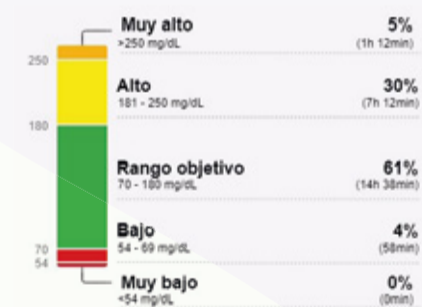 Muy alto 5%
>250 mg/dL (1h 12min)
250
Alto 30%
181 - 250 mg/dL (7h 12min)
180
Rango objetivo 61%
70 - 180 mg/dL (14h 38min)
Bajo 4%
70 54 - 69 mg/dL (58min)
54
Muy bajo 0%
<54 mg/dL (0min)